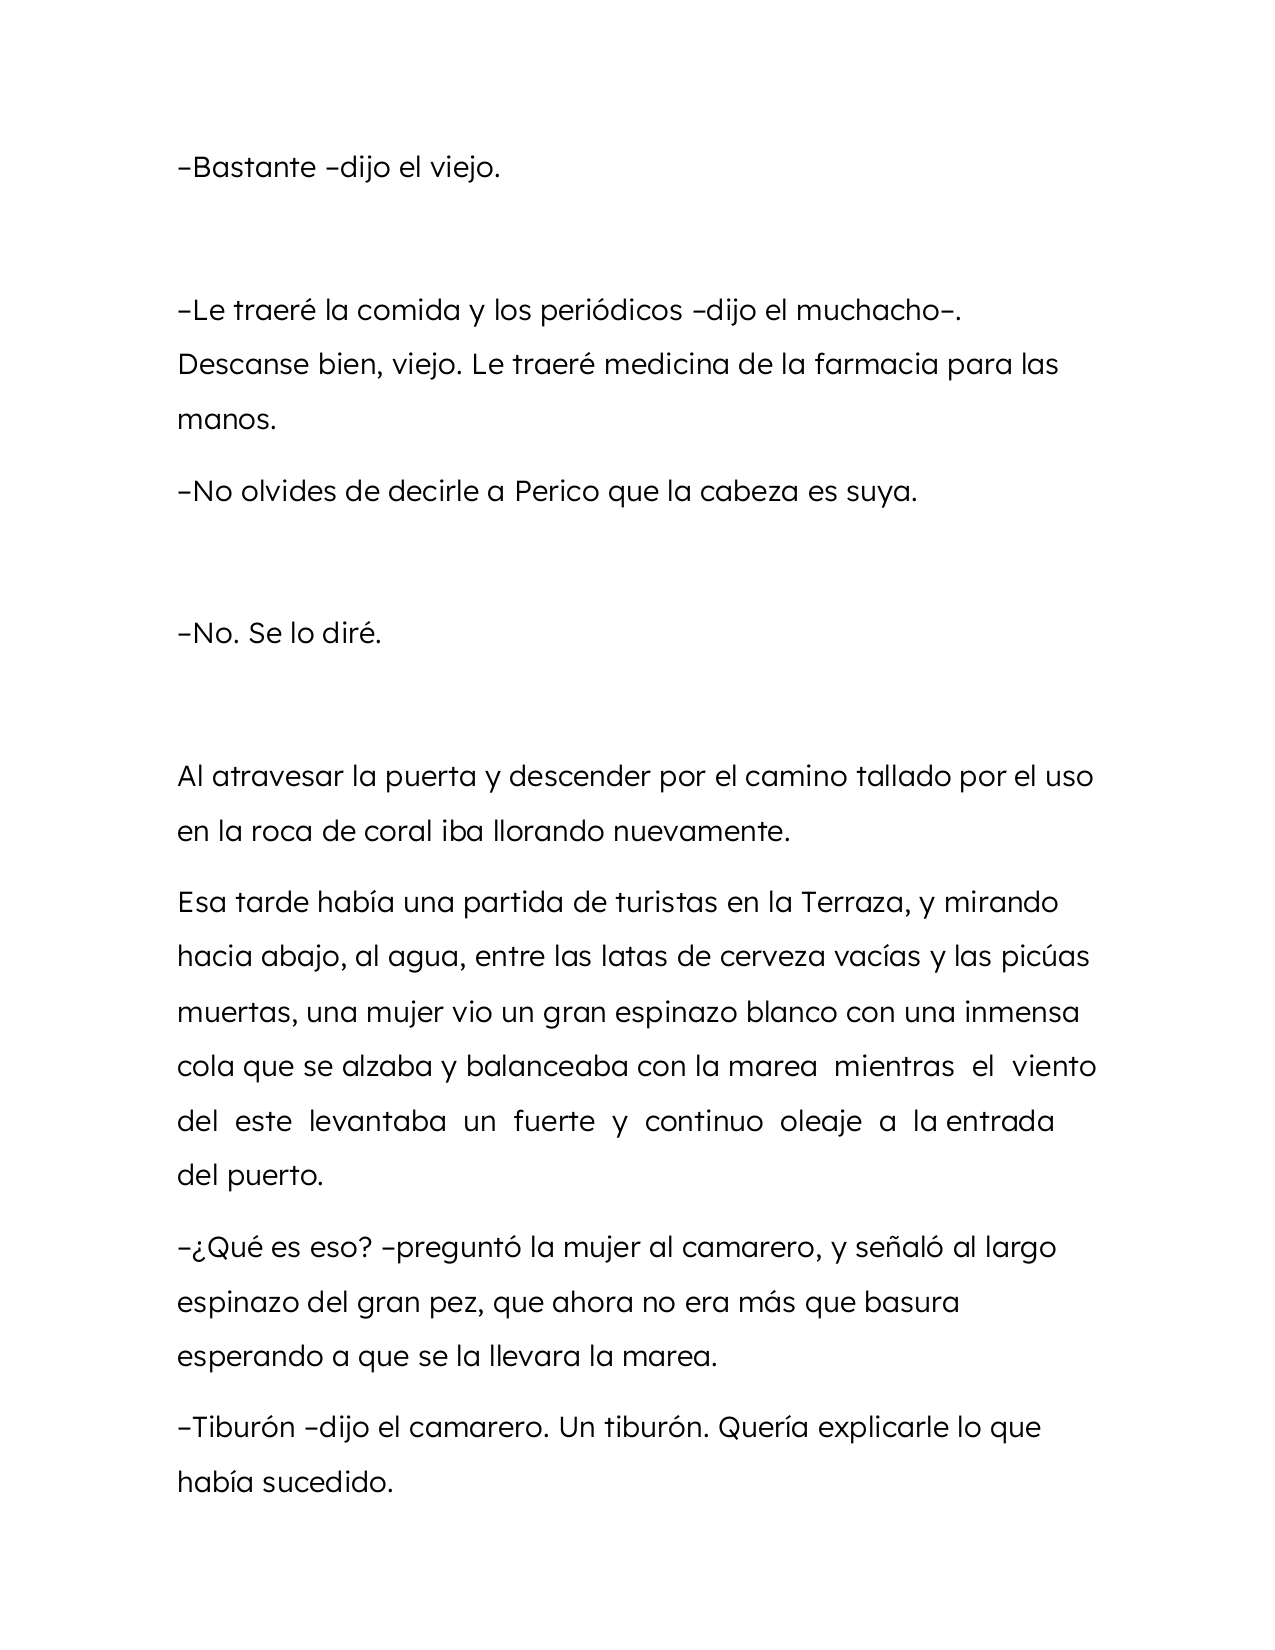 –Bastante –dijo el viejo.
–Le traeré la comida y los periódicos –dijo el muchacho–.
Descanse bien, viejo. Le traeré medicina de la farmacia para las
manos.
–No olvides de decirle a Perico que la cabeza es suya.
–No. Se lo diré.
Al atravesar la puerta y descender por el camino tallado por el uso
en la roca de coral iba llorando nuevamente.
Esa tarde había una partida de turistas en la Terraza, y mirando
hacia abajo, al agua, entre las latas de cerveza vacías y las picúas
muertas, una mujer vio un gran espinazo blanco con una inmensa
cola que se alzaba y balanceaba con la marea mientras el viento
del este levantaba un fuerte y continuo oleaje a la entrada
del puerto.
–¿Qué es eso? –preguntó la mujer al camarero, y señaló al largo
espinazo del gran pez, que ahora no era más que basura
esperando a que se la llevara la marea.
–Tiburón –dijo el camarero. Un tiburón. Quería explicarle lo que
había sucedido.